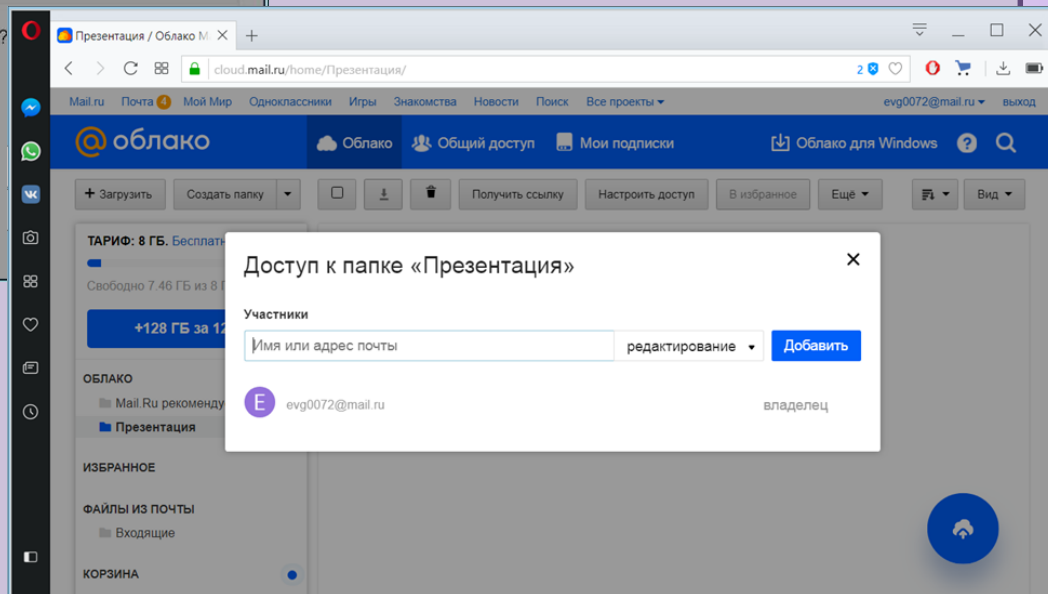 ?
Презентация / Облако М
cloud.mail.ru/home/Презентация/
2
Mail.ru Почта 4 Мой Мир Одноклассники Игры Знакомства Новости Поиск Все проекты evg0072@mail.ru выход
@облако Облако Общий доступ Мои подписки Облако для Windows ?
+ Загрузить Создать папку Получить ссылку Настроить доступ В избранное Ещё Вид
ТАРИФ: 8 ГБ. Бесплатн
Свободно 7.46 ГБ из 8 Г
+128 ГБ за 12
Доступ к папке «Презентация»
Участники
Имя или адрес почты редактирование Добавить
E evg0072@mail.ru владелец
ОБЛАКО
Mail.Ru рекоменду
Презентация
ИЗБРАННОЕ
ФАЙЛЫ ИЗ ПОЧТЫ
Входящие
КОРЗИНА